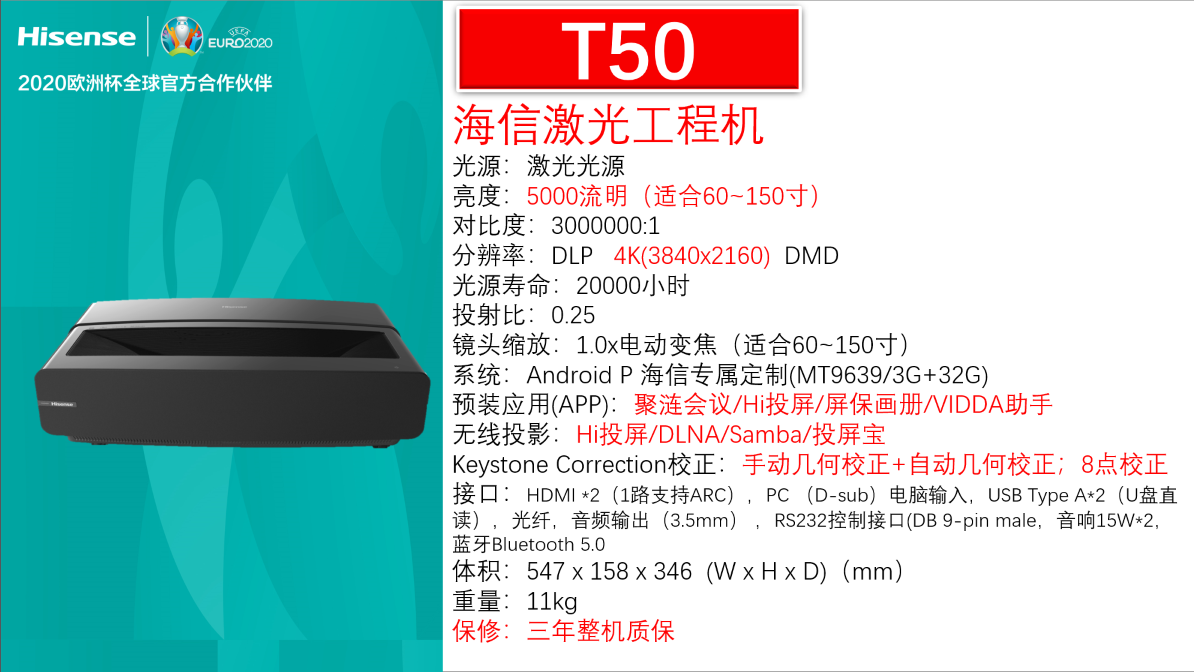 Hisense
UEFA
EURO2020
2020欧洲杯全球官方合作伙伴
Hisense
T50
海信激光工程机
光源：激光光源
亮度：5000流明（适合60~150寸）
对比度：3000000:1
分辨率：DLP 4K(3840x2160) DMD
光源寿命：20000小时
投射比：0.25
镜头缩放：1.0x电动变焦（适合60~150寸）
系统：Android P 海信专属定制(MT9639/3G+32G)
预装应用(APP)：聚涟会议/Hi投屏/屏保画册/VIDDA助手
无线投影：Hi投屏/DLNA/Samba/投屏宝
Keystone Correction校正：手动几何校正+自动几何校正；8点校正
接口：HDMI *2（1路支持ARC），PC （D-sub）电脑输入，USB Type A*2（U盘直
读），光纤，音频输出（3.5mm），RS232控制接口(DB 9-pin male，音响15W*2，
蓝牙Bluetooth 5.0
体积：547 x 158 x 346 (W x H x D)（mm）
重量：11kg
保修：三年整机质保